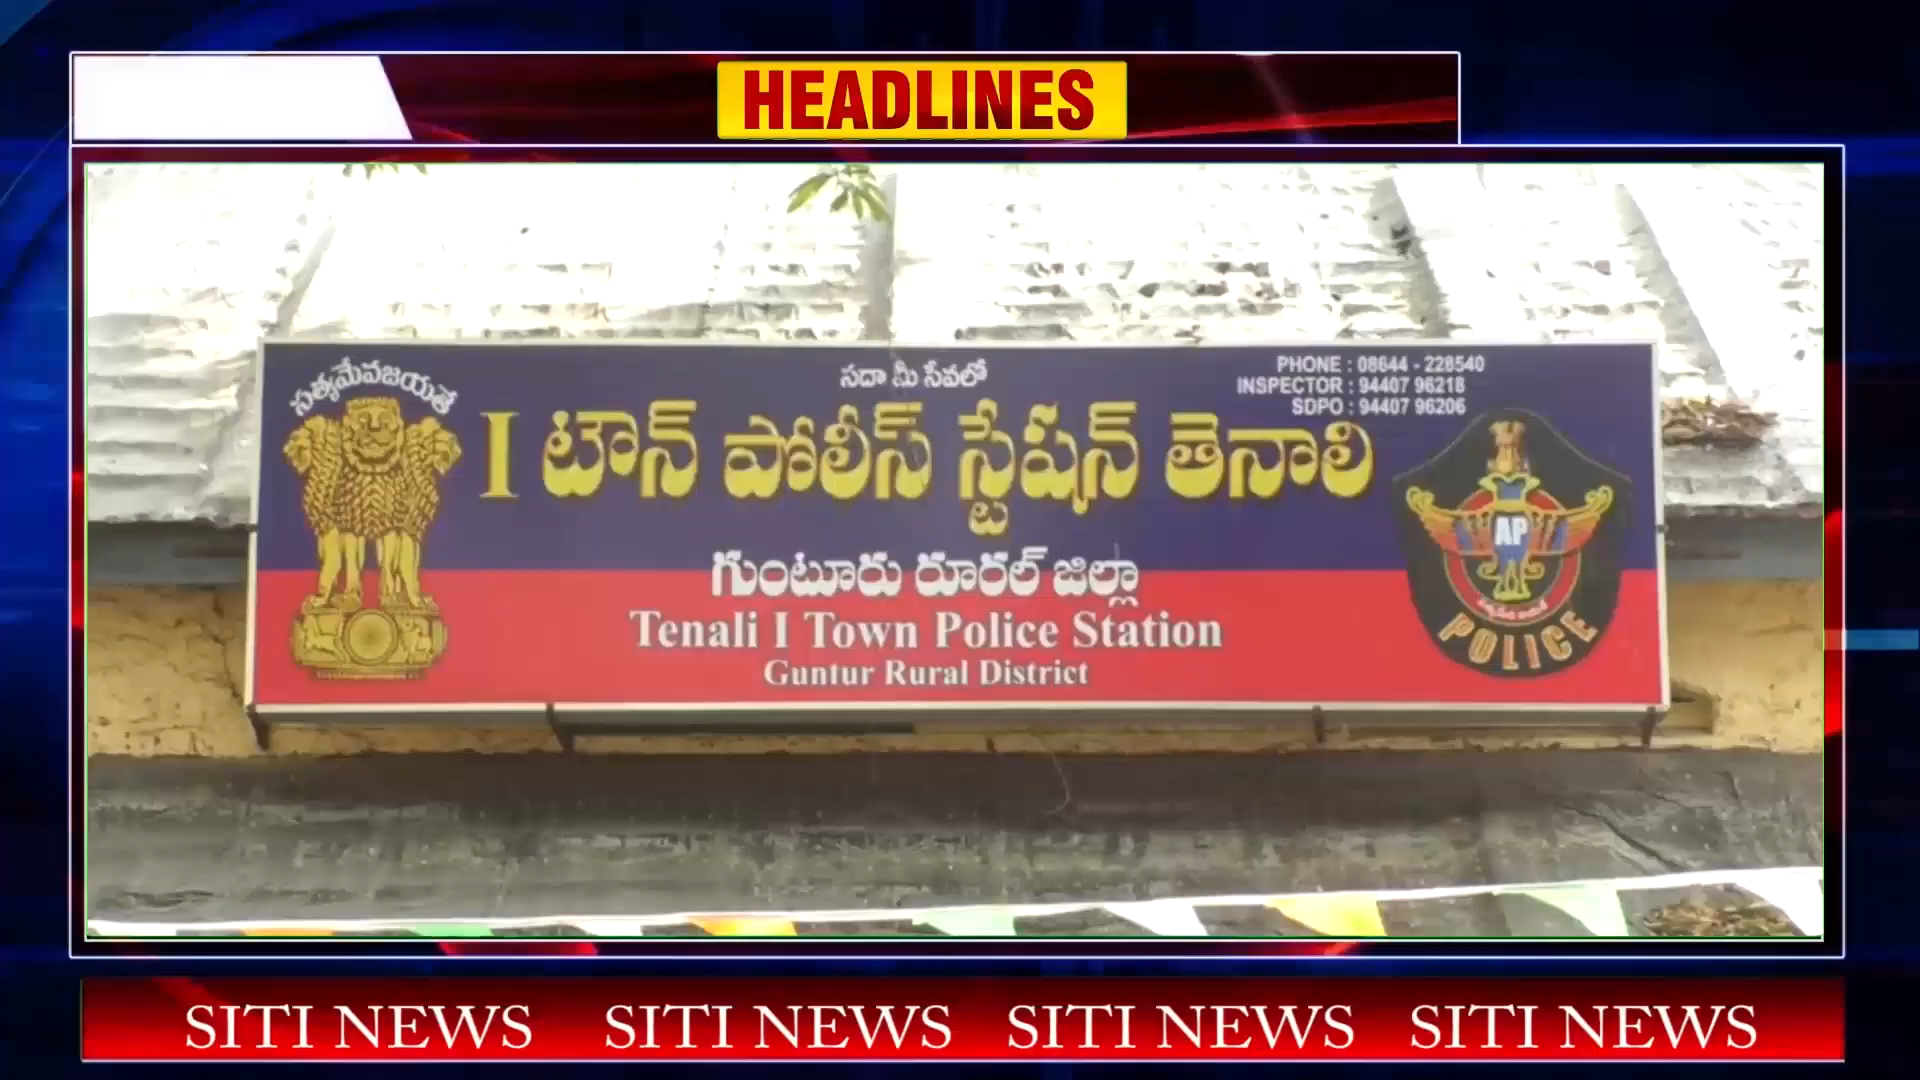 HEADLINES
సత్యమేవజయతే
సదా మీ సేవలో
PHONE : 08644 - 228540
INSPECTOR : 94407 96218
SDPO : 94407 96206
I టౌన్ పోలీస్ స్టేషన్ తెనాలి
గుంటూరు రూరల్ జిల్లా
Tenali I Town Police Station
Guntur Rural District
AP
POLICE
SITI NEWS SITI NEWS SITI NEWS SITI NEWS